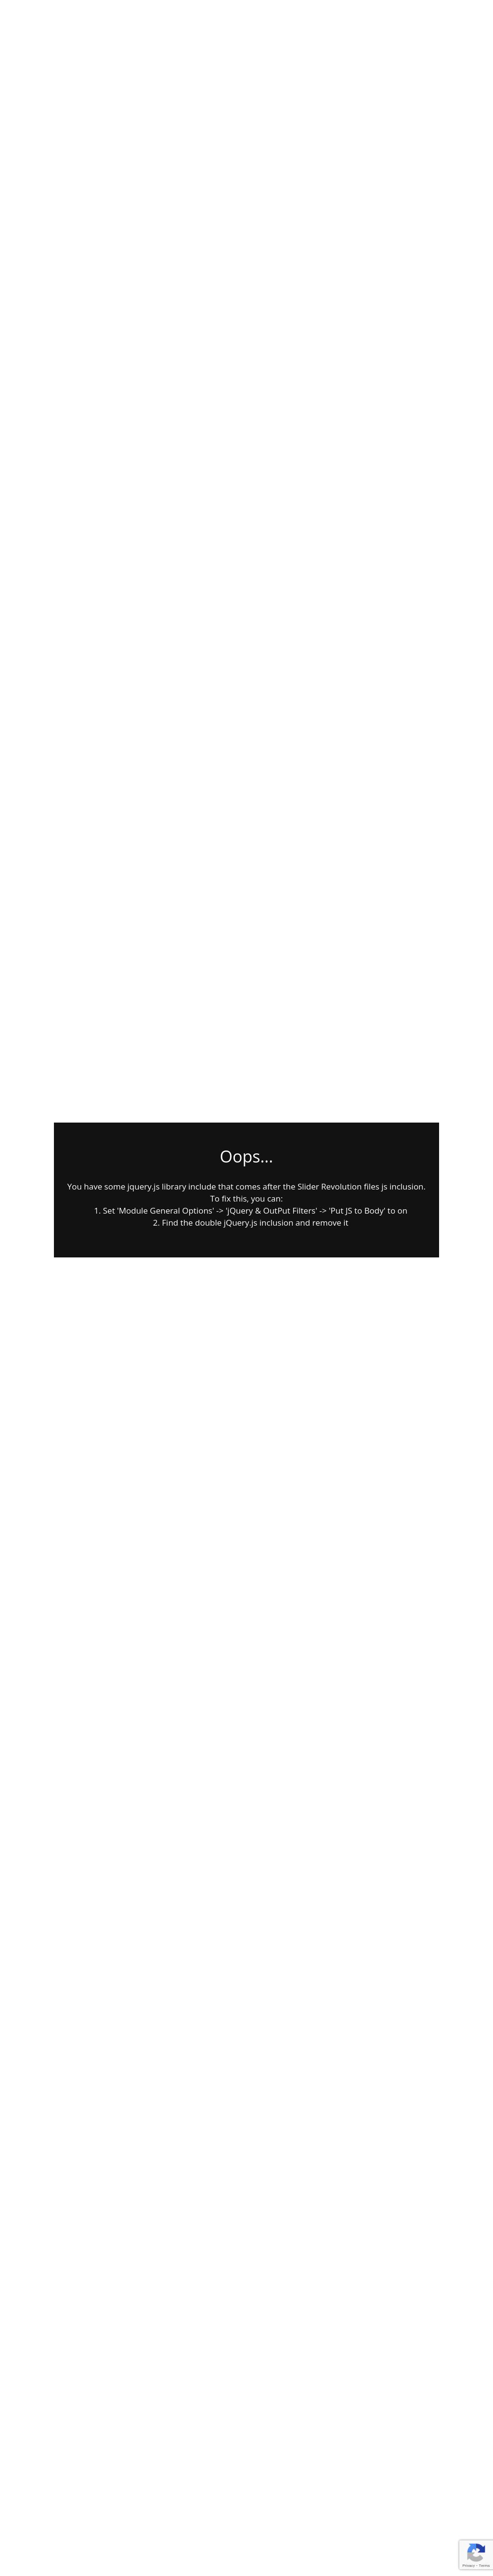 Oops...
You have some jquery.js library include that comes after the Slider Revolution files js inclusion.
To fix this, you can:
1. Set 'Module General Options' -> 'jQuery & OutPut Filters' -> 'Put JS to Body' to on
2. Find the double jQuery.js inclusion and remove it
Privacy - Terms